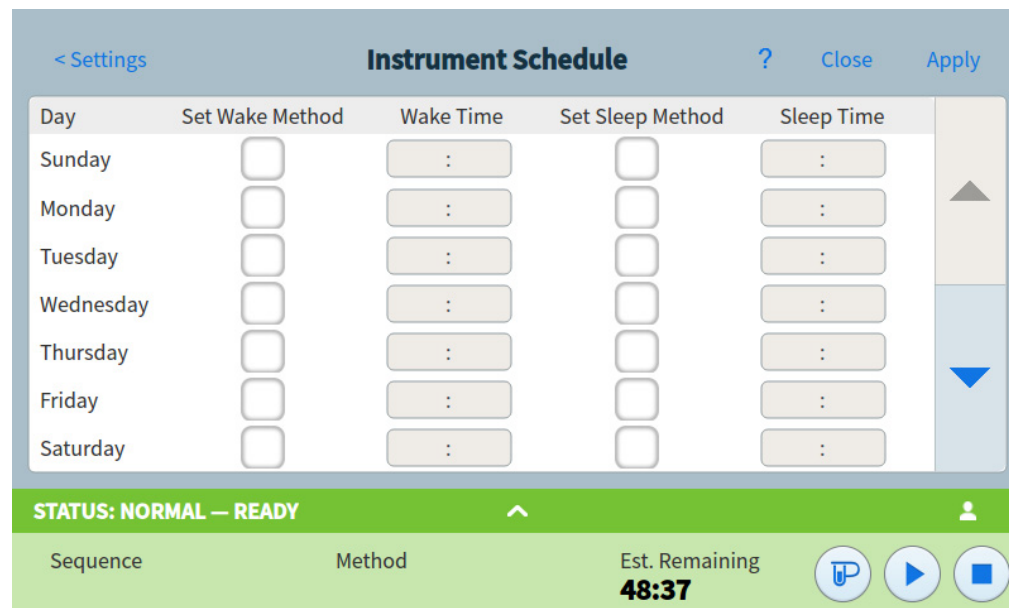 < Settings Instrument Schedule ? Close Apply
Day Set Wake Method Wake Time Set Sleep Method Sleep Time
Sunday : :
Monday : :
Tuesday : :
Wednesday : :
Thursday : :
Friday : :
Saturday : :
STATUS: NORMAL — READY
Sequence Method Est. Remaining
48:37